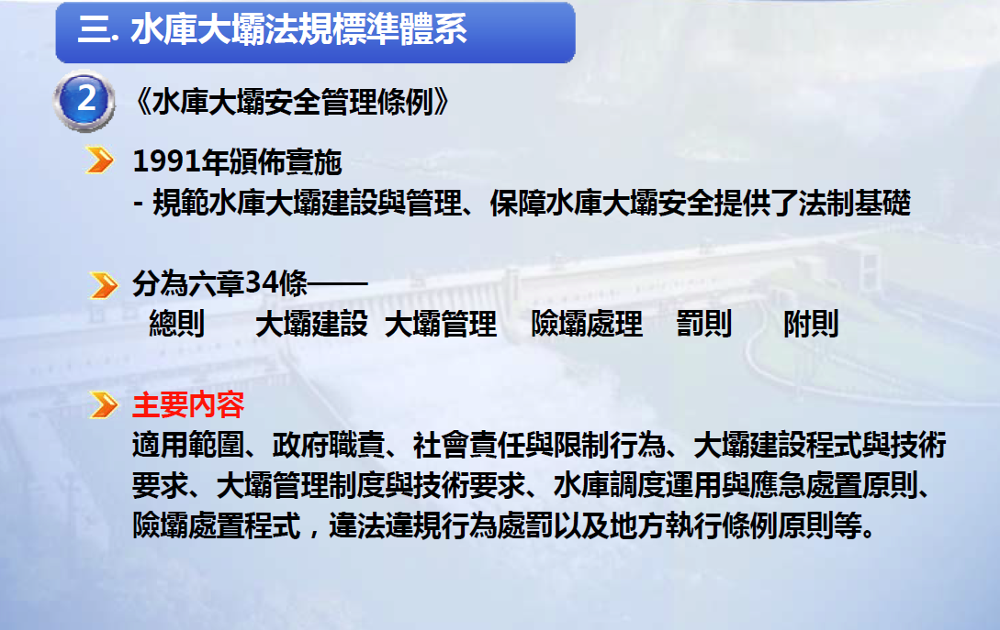 三. 水庫大壩法規標準體系
2 《水庫大壩安全管理條例》
1991年頒佈實施
- 規範水庫大壩建設與管理、保障水庫大壩安全提供了法制基礎
分為六章34條——
總則 大壩建設 大壩管理 險壩處理 罰則 附則
主要內容
適用範圍、政府職責、社會責任與限制行為、大壩建設程式與技術
要求、大壩管理制度與技術要求、水庫調度運用與應急處置原則、
險壩處置程式，違法違規行為處罰以及地方執行條例原則等。